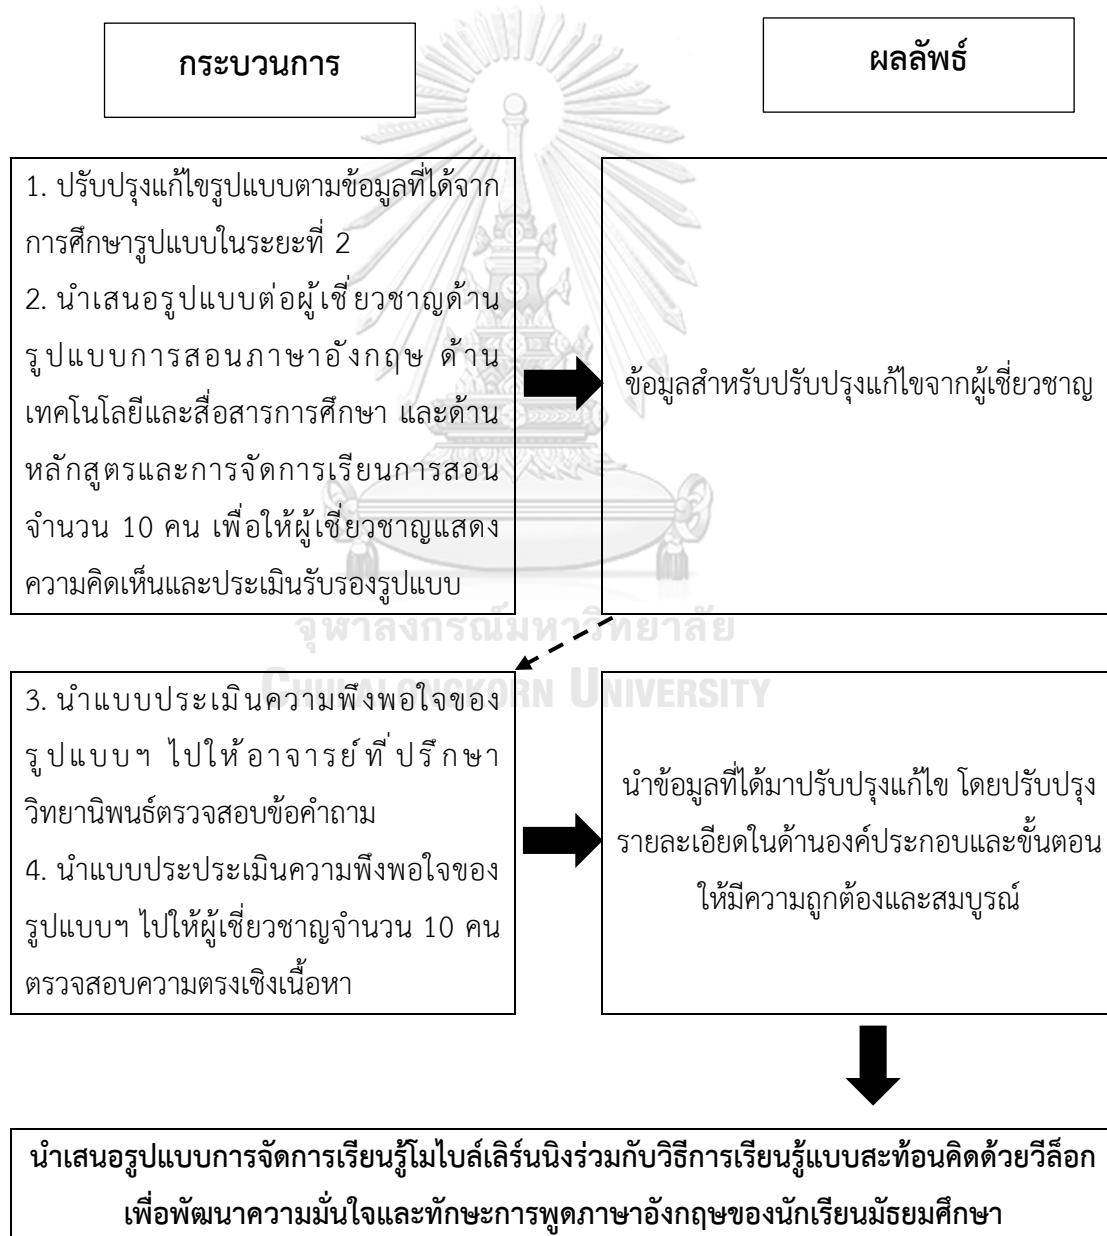 กระบวนการ
ผลลัพธ์
1. ปรับปรุงแก้ไขรูปแบบตามข้อมูลที่ได้จาก
การศึกษารูปแบบในระยะที่ 2
2. นำเสนอรูปแบบต่อผู้เชี่ยวชาญด้าน
รูปแบบการสอนภาษาอังกฤษ ด้าน
เทคโนโลยีและสื่อสารการศึกษา และด้าน
หลักสูตรและการจัดการเรียนการสอน
จำนวน 10 คน เพื่อให้ผู้เชี่ยวชาญแสดง
ความคิดเห็นและประเมินรับรองรูปแบบ
ข้อมูลสำหรับปรับปรุงแก้ไขจากผู้เชี่ยวชาญ
จุฬาลงกรณ์มหาวิทยาลัย
CHULALONGKORN UNIVERSITY
3. นำแบบประเมินความพึงพอใจของ
รูปแบบฯ ไปให้อาจารย์ที่ปรึกษา
วิทยานิพนธ์ตรวจสอบข้อคำถาม
4. นำแบบประประเมินความพึงพอใจของ
รูปแบบฯ ไปให้ผู้เชี่ยวชาญจำนวน 10 คน
ตรวจสอบความตรงเชิงเนื้อหา
นำข้อมูลที่ได้มาปรับปรุงแก้ไข โดยปรับปรุง
รายละเอียดในด้านองค์ประกอบและขั้นตอน
ให้มีความถูกต้องและสมบูรณ์
นำเสนอรูปแบบการจัดการเรียนรู้โมไบล์เลิร์นนิงร่วมกับวิธีการเรียนรู้แบบสะท้อนคิดด้วยวีล็อก
เพื่อพัฒนาความมั่นใจและทักษะการพูดภาษาอังกฤษของนักเรียนมัธยมศึกษา